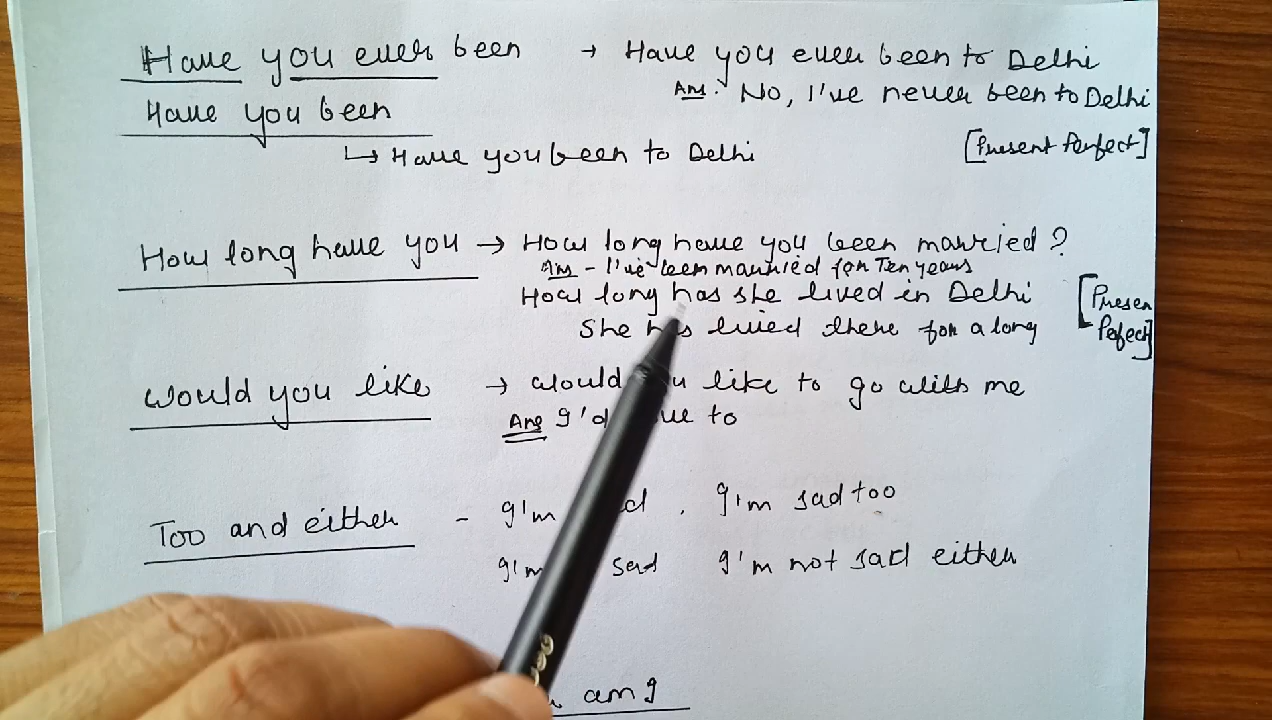 Have you ever been → Have you ever been to Delhi
Ans. No, I've never been to Delhi
Have you been
[Present Perfect]
↳ Have you been to Delhi
How long have you → How long have you been married?
Ans - I've been married for Ten years
How long has she lived in Delhi
[Presen
She has lived there for a long
Pefect]
Would you like → Would you like to go with me
Ans I'd to
Too and either - I'm . I'm sad too
I'm sad I'm not sad either
am I